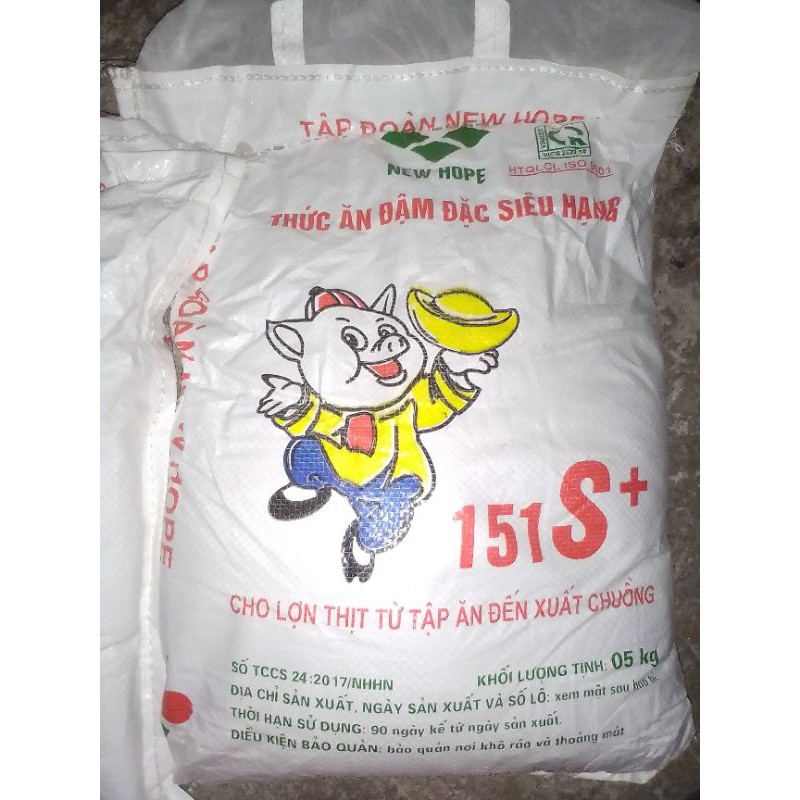 TẬP ĐOÀN NEW HOPE
NEW HOPE
HTQLCL ISO 9001
THỨC ĂN ĐẬM ĐẶC SIÊU HẠNG
151S+
CHO LỢN THỊT TỪ TẬP ĂN ĐẾN XUẤT CHUỒNG
SỐ TCCS 24:2017/NHHN
KHỐI LƯỢNG TỊNH: 05 kg
ĐỊA CHỈ SẢN XUẤT, NGÀY SẢN XUẤT VÀ SỐ LÔ: xem mặt sau bao bì
THỜI HẠN SỬ DỤNG: 90 ngày kể từ ngày sản xuất.
ĐIỀU KIỆN BẢO QUẢN: bảo quản nơi khô ráo và thoáng mát